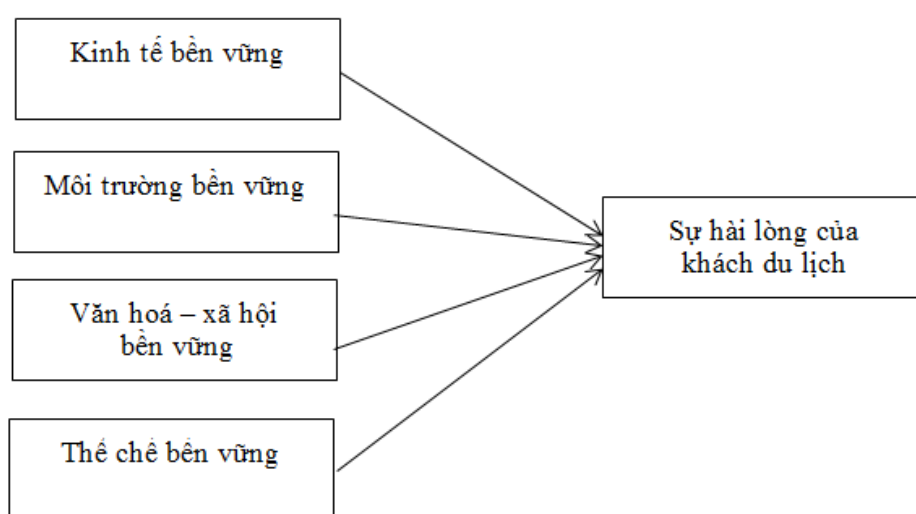 Kinh tế bền vững
Môi trường bền vững
Văn hoá – xã hội
bền vững
Thể chế bền vững
Sự hài lòng của
khách du lịch